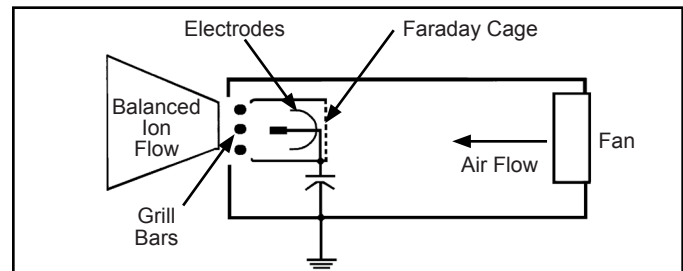 Electrodes
Faraday Cage
Balanced
Ion
Flow
Fan
Air Flow
Grill
Bars